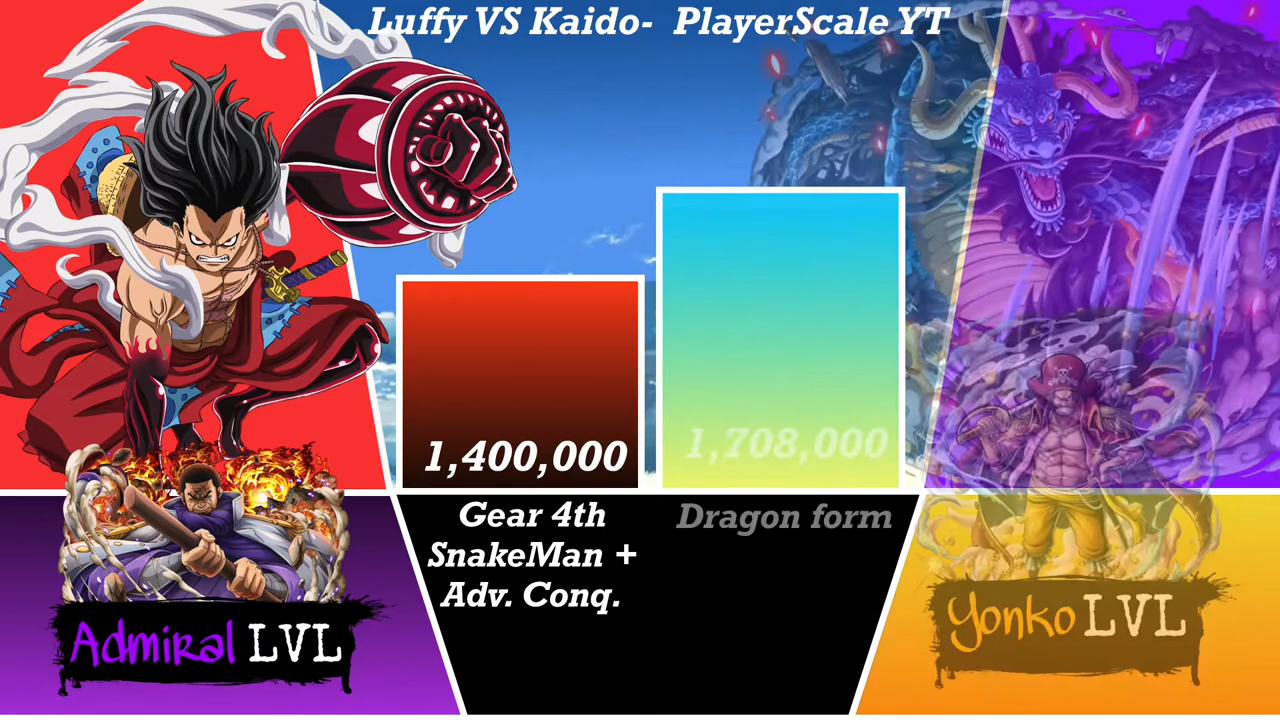 Luffy VS Kaido- PlayerScale YT
1,400,000
1,708,000
Gear 4th
SnakeMan +
Adv. Conq.
Dragon form
Admiral LVL
Yonko LVL